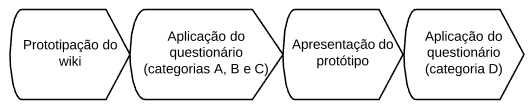 Prototipação do
wiki
Aplicação do
questionário
(categorias A, B e C)
Apresentação do
protótipo
Aplicação do
questionário
(categoria D)